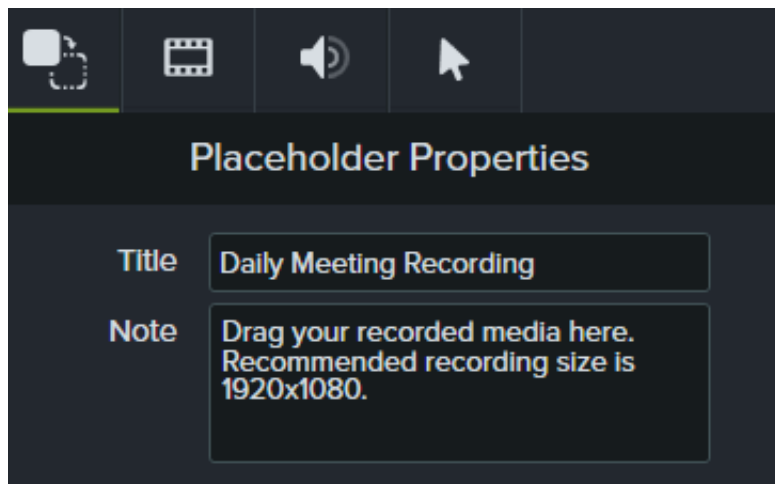 Placeholder Properties
Title
Daily Meeting Recording
Note
Drag your recorded media here.
Recommended recording size is
1920x1080.